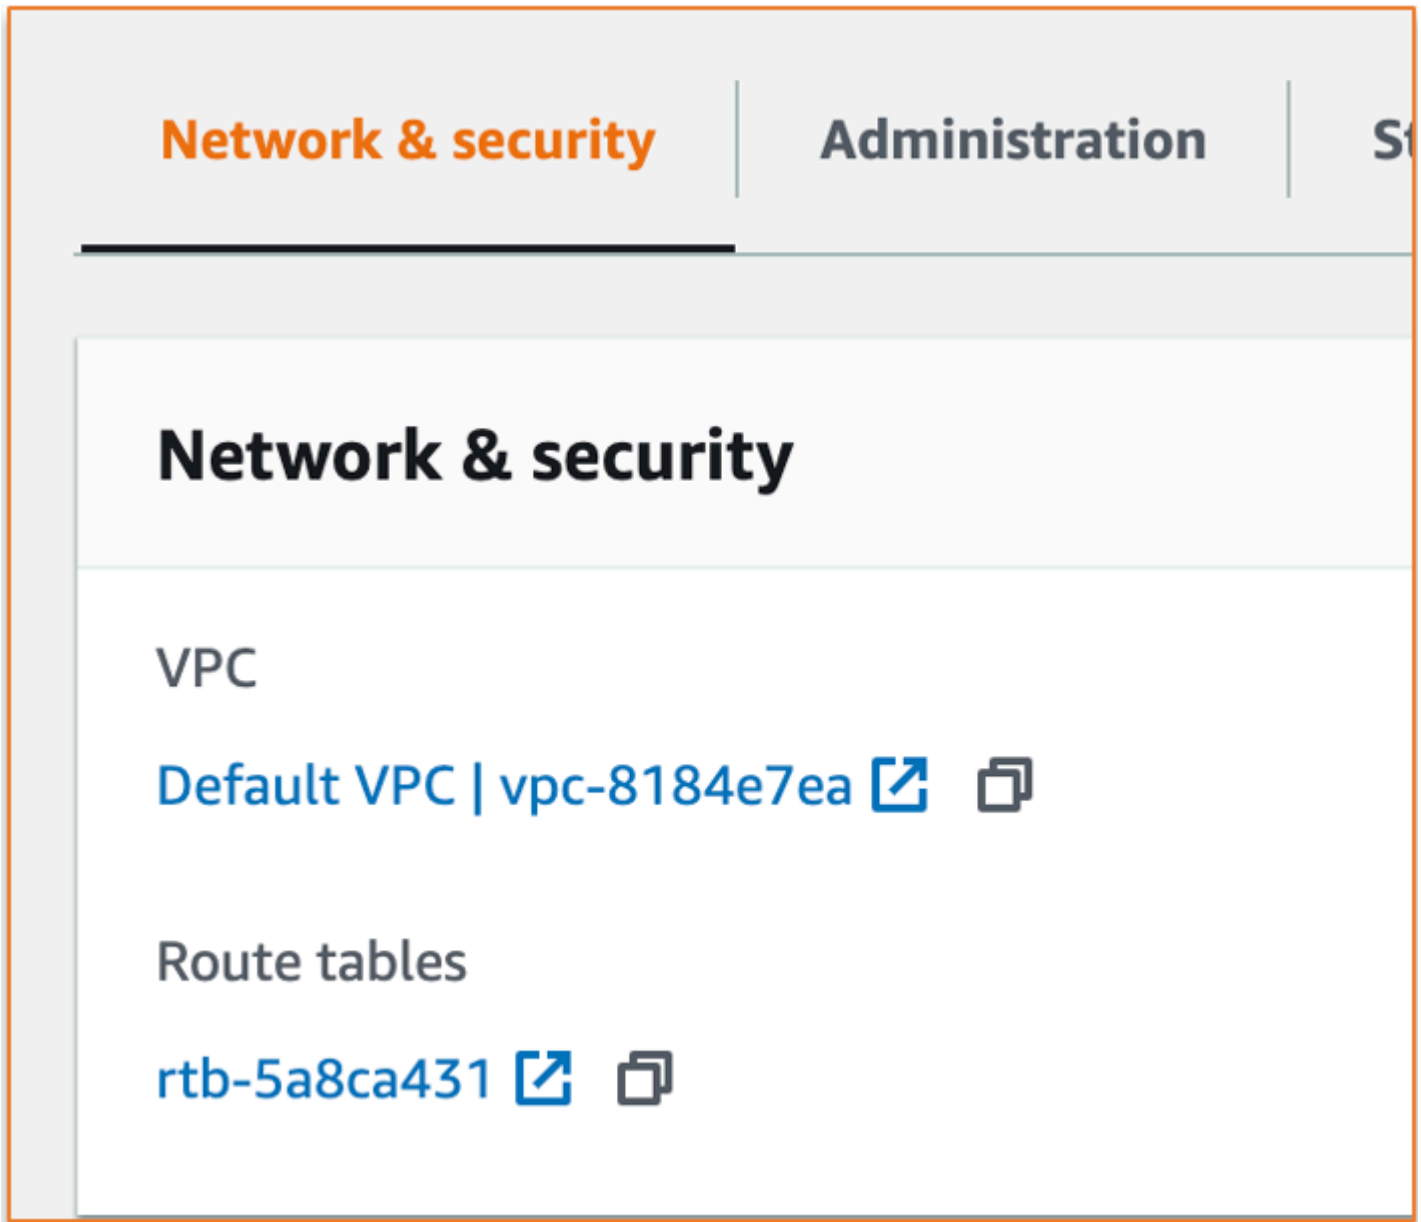 Network & security
Administration
Network & security
VPC
Default VPC | vpc-8184e7ea
Route tables
rtb-5a8ca431